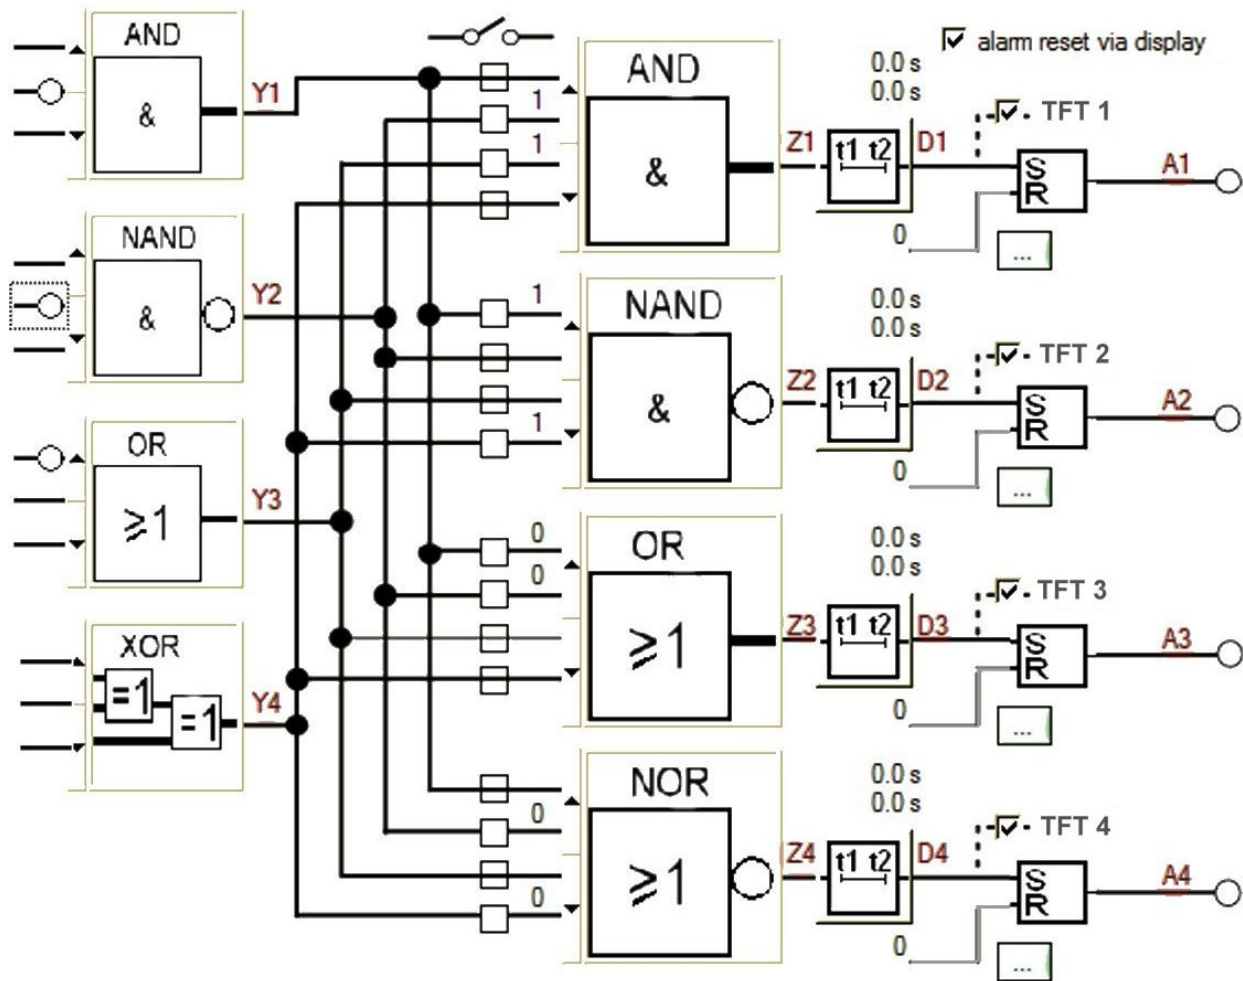 AND
&
Y1
NAND
&
Y2
OR
≥1
Y3
XOR
=1
=1
Y4
alarm reset via display
1
1
AND
&
Z1
0.0 s
0.0 s
t1 t2
D1
0
TFT 1
S
R
...
A1
1
1
NAND
&
Z2
0.0 s
0.0 s
t1 t2
D2
0
TFT 2
S
R
...
A2
0
0
OR
≥1
Z3
0.0 s
0.0 s
t1 t2
D3
0
TFT 3
S
R
...
A3
0
0
NOR
≥1
Z4
0.0 s
0.0 s
t1 t2
D4
0
TFT 4
S
R
...
A4